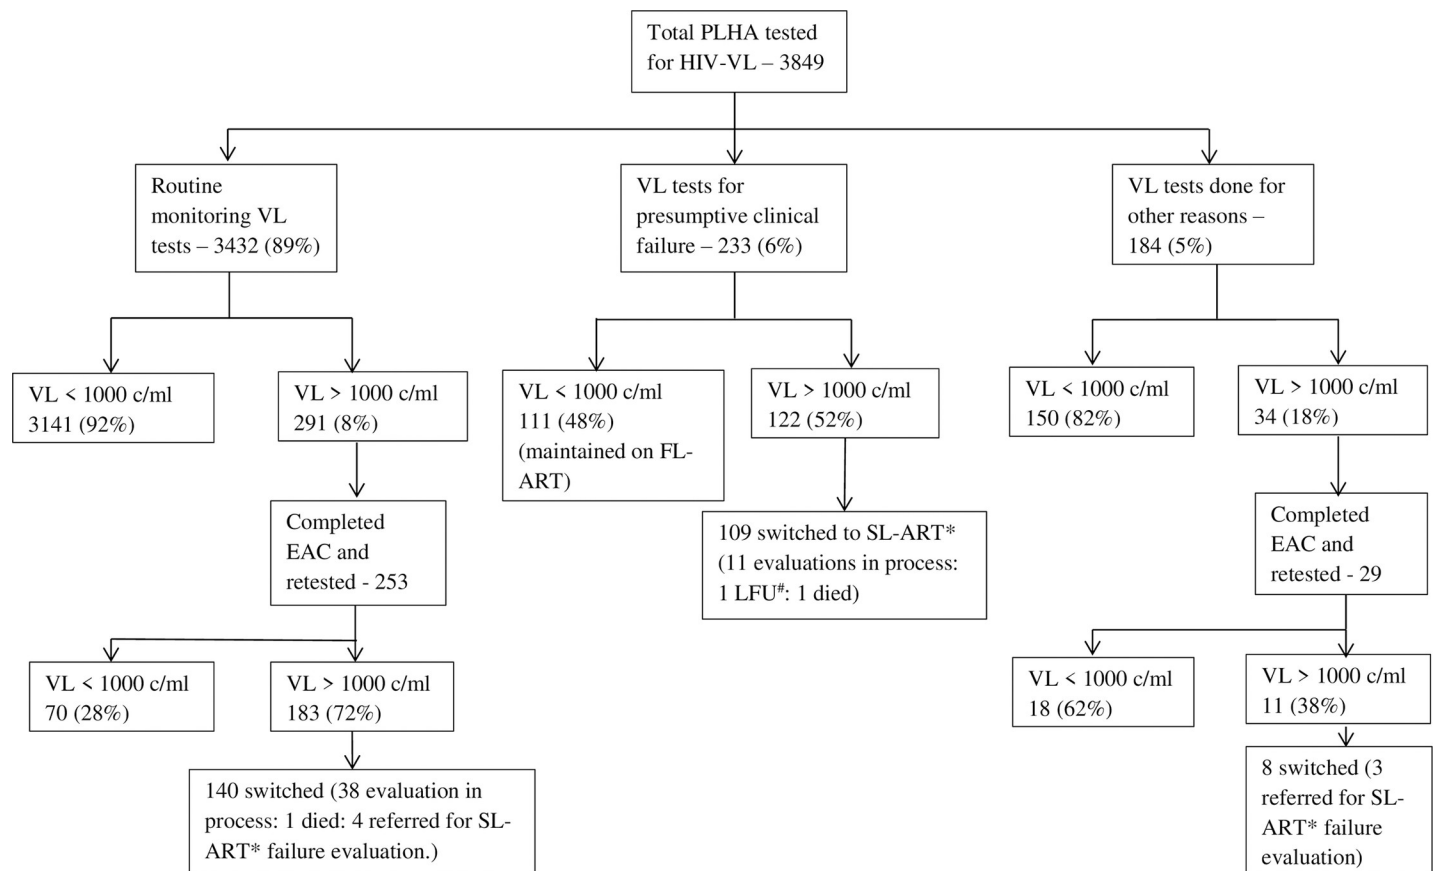 Total PLHA tested
for HIV-VL – 3849
Routine
monitoring VL
tests – 3432 (89%)
VL tests for
presumptive clinical
failure – 233 (6%)
VL tests done for
other reasons –
184 (5%)
VL < 1000 c/ml
3141 (92%)
VL > 1000 c/ml
291 (8%)
VL < 1000 c/ml
111 (48%)
(maintained on FL-
ART)
VL > 1000 c/ml
122 (52%)
VL < 1000 c/ml
150 (82%)
VL > 1000 c/ml
34 (18%)
Completed
EAC and
retested - 253
109 switched to SL-ART*
(11 evaluations in process:
1 LFU#: 1 died)
Completed
EAC and
retested - 29
VL < 1000 c/ml
70 (28%)
VL > 1000 c/ml
183 (72%)
VL < 1000 c/ml
18 (62%)
VL > 1000 c/ml
11 (38%)
140 switched (38 evaluation in
process: 1 died: 4 referred for SL-
ART* failure evaluation.)
8 switched (3
referred for SL-
ART* failure
evaluation)